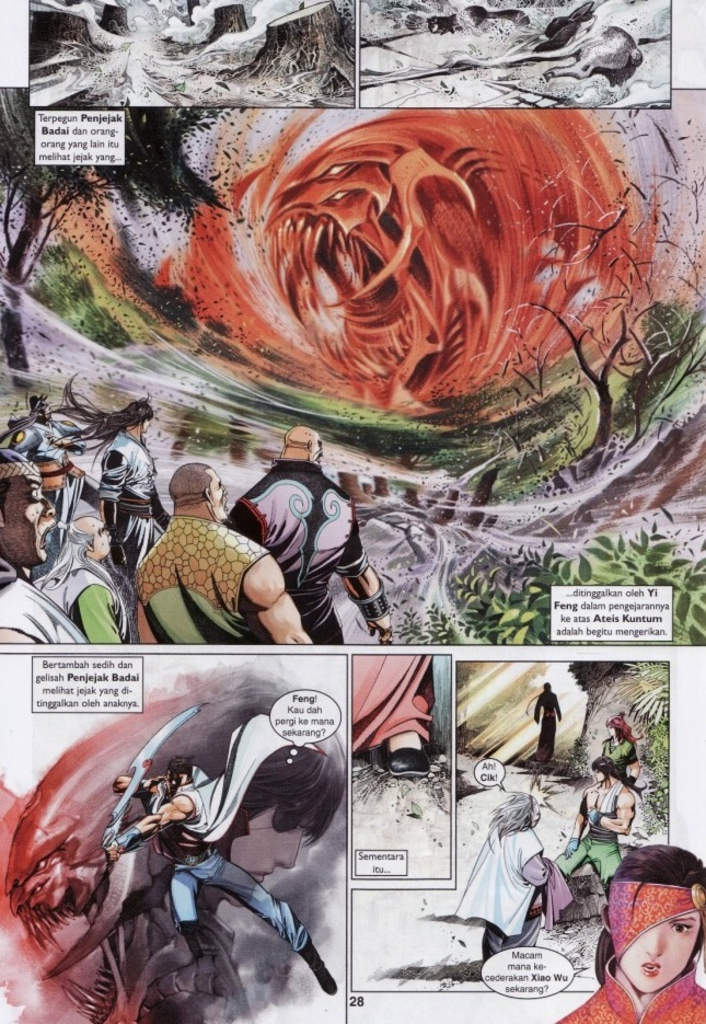 Terpegun Penjejak
Badai dan orang-
orang yang lain itu
melihat jejak yang...
...ditinggalkan oleh Yi
Feng dalam pengejarannya
ke atas Ateis Kuntum
adalah begitu mengerikan.
Bertambah sedih dan
gelisah Penjejak Badai
melihat jejak yang di-
tinggalkan oleh anaknya.
Feng!
Kau dah
pergi ke mana
sekarang?
Sementara
itu...
Ah!
Cik!
Macam
mana ke-
cederakan Xiao Wu
sekarang?
28